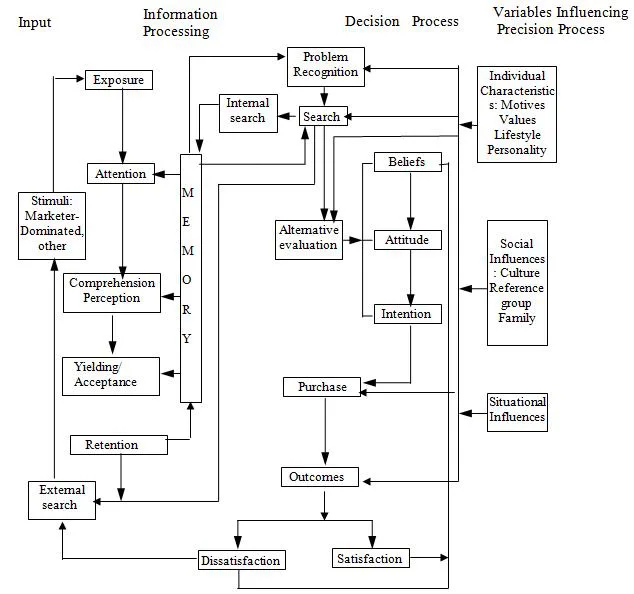 Input
Information
Processing
Decision Process
Variables Influencing
Precision Process
Exposure
Attention
Stimuli:
Marketer-
Dominated,
other
Comprehension
Perception
Yielding/
Acceptance
Retention
External
search
M
E
M
O
R
Y
Internal
search
Problem
Recognition
Search
Alternative
evaluation
Beliefs
Attitude
Intention
Purchase
Outcomes
Dissatisfaction
Satisfaction
Individual
Characteristic
s: Motives
Values
Lifestyle
Personality
Social
Influences
: Culture
Reference
group
Family
Situational
Influences